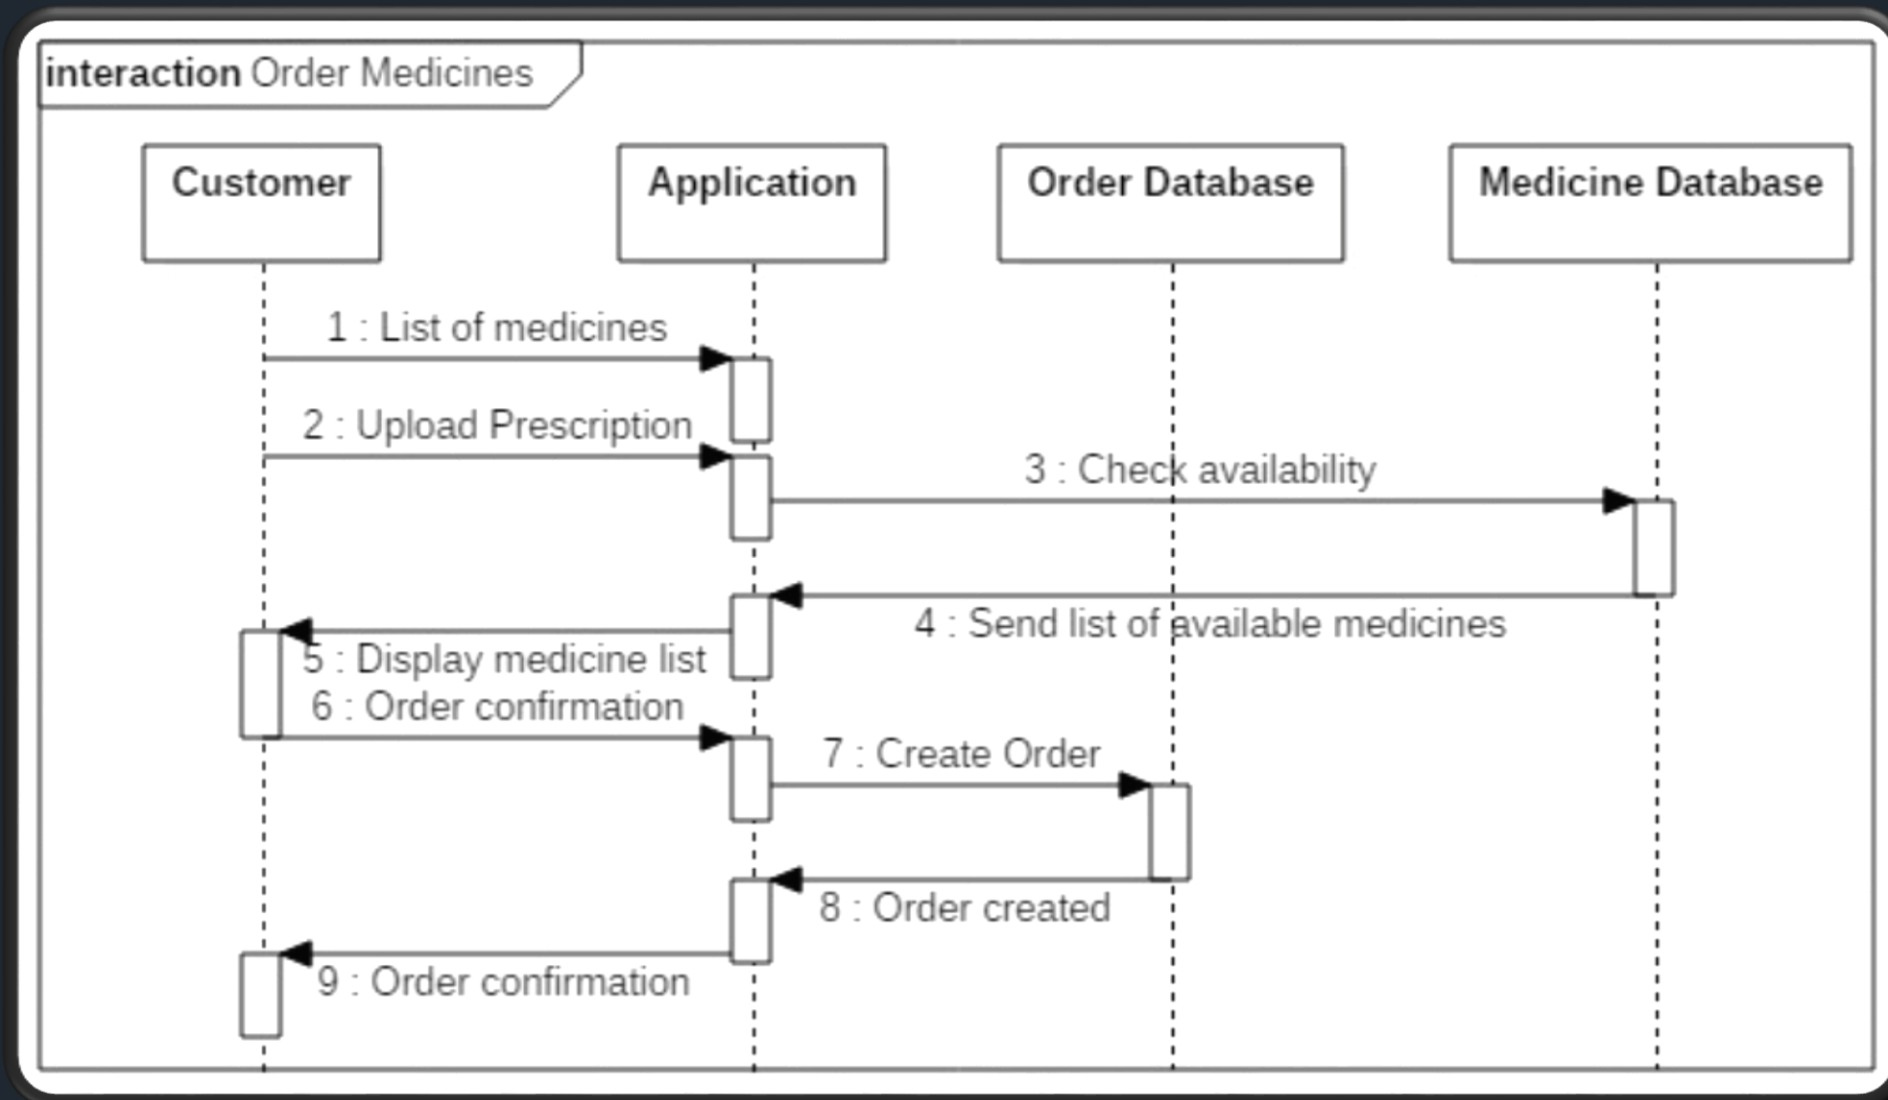 interaction Order Medicines
Customer
Application
Order Database
Medicine Database
1 : List of medicines
2 : Upload Prescription
3 : Check availability
4 : Send list of available medicines
5 : Display medicine list
6 : Order confirmation
7 : Create Order
8 : Order created
9 : Order confirmation